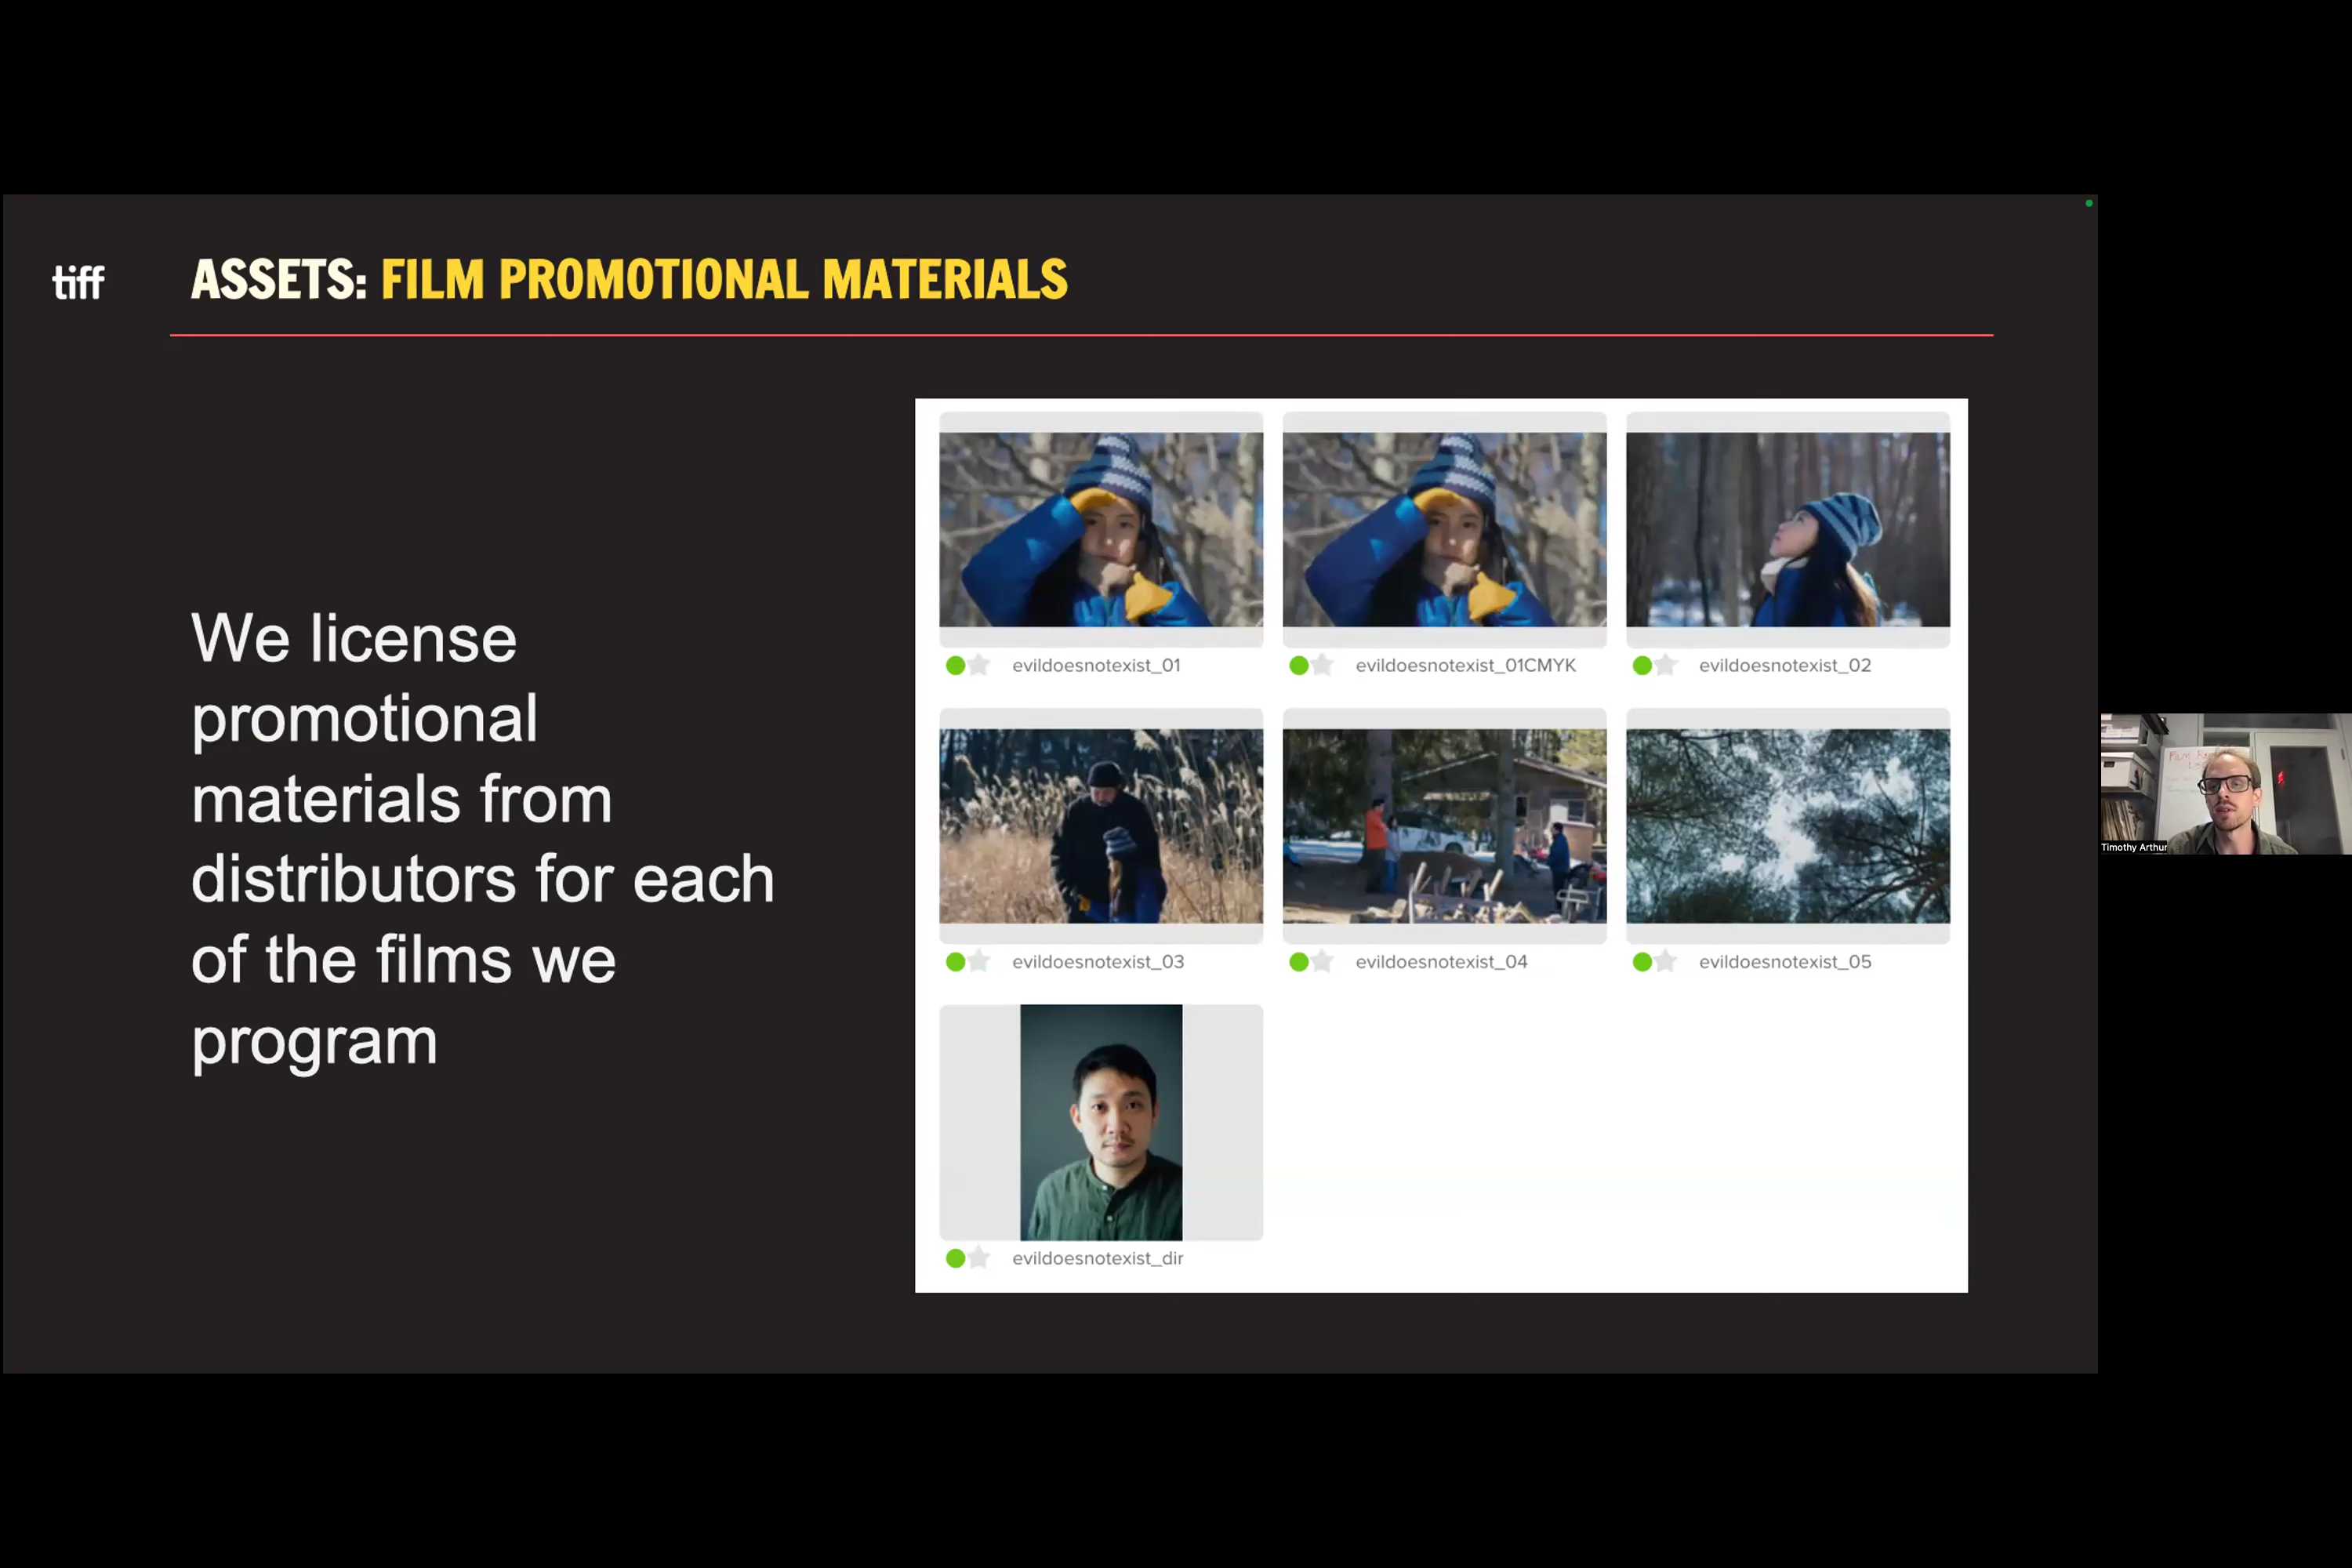 tiff
ASSETS: FILM PROMOTIONAL MATERIALS
We license
promotional
materials from
distributors for each
of the films we
program
evildoesnotexist_01
evildoesnotexist_01CMYK
evildoesnotexist_02
evildoesnotexist_03
evildoesnotexist_04
evildoesnotexist_05
evildoesnotexist_dir
Timothy Arthur